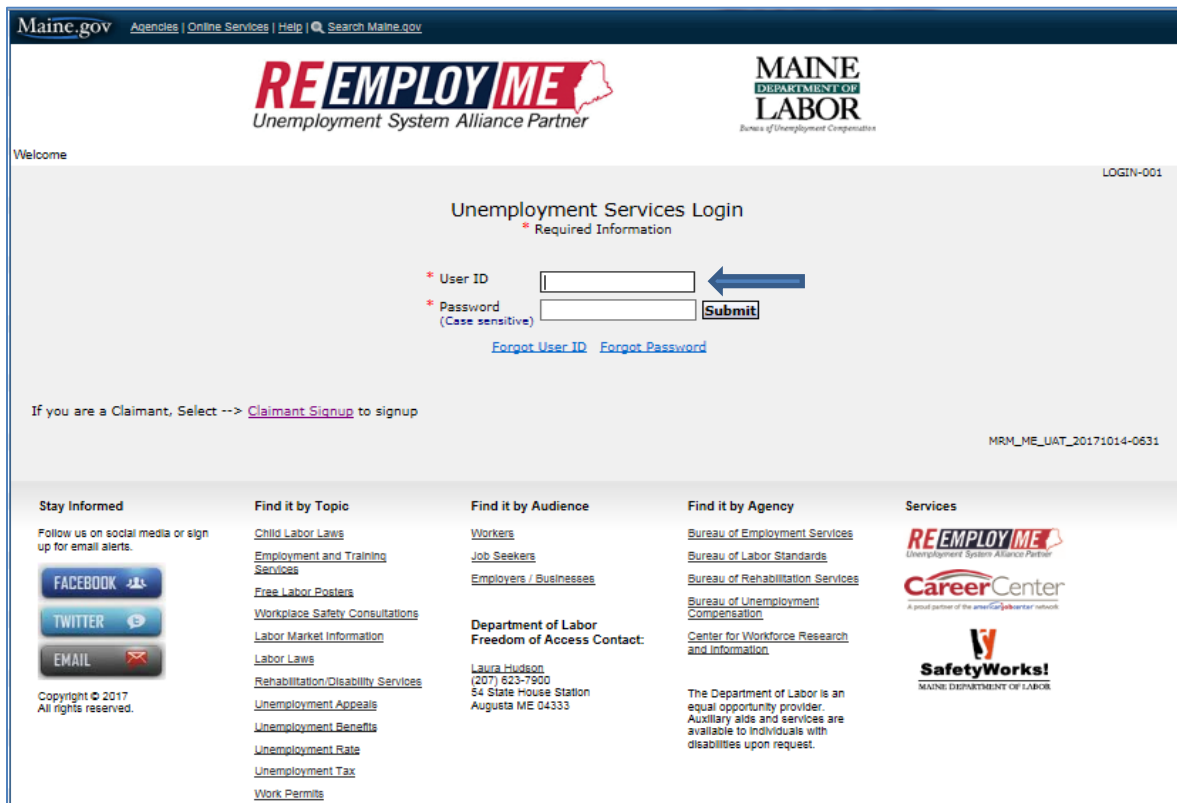 Maine.gov Agencies | Online Services | Help | Search Maine.gov
REEMPLOYME
Unemployment System Alliance Partner
MAINE
DEPARTMENT OF
LABOR
Bureau of Unemployment Compensation
Welcome
LOGIN-001
Unemployment Services Login
* Required Information
* User ID
* Password
(Case sensitive)
Submit
Forgot User ID Forgot Password
If you are a Claimant, Select --> Claimant Signup to signup
MRM_ME_UAT_20171014-0631
Stay Informed
Follow us on social media or sign
up for email alerts.
FACEBOOK
TWITTER
EMAIL
Copyright © 2017
All rights reserved.
Find it by Topic
Child Labor Laws
Employment and Training
Services
Free Labor Posters
Workplace Safety Consultations
Labor Market Information
Labor Laws
Rehabilitation/Disability Services
Unemployment Appeals
Unemployment Benefits
Unemployment Rate
Unemployment Tax
Work Permits
Find it by Audience
Workers
Job Seekers
Employers / Businesses
Department of Labor
Freedom of Access Contact:
Laura Hudson
(207) 623-7900
54 State House Station
Augusta ME 04333
Find it by Agency
Bureau of Employment Services
Bureau of Labor Standards
Bureau of Rehabilitation Services
Bureau of Unemployment
Compensation
Center for Workforce Research
and Information
The Department of Labor is an
equal opportunity provider.
Auxiliary aids and services are
available to individuals with
disabilities upon request.
Services
REEMPLOYME
Unemployment System Alliance Partner
CareerCenter
A proud partner of the americanjobcenter network
SafetyWorks!
MAINE DEPARTMENT OF LABOR